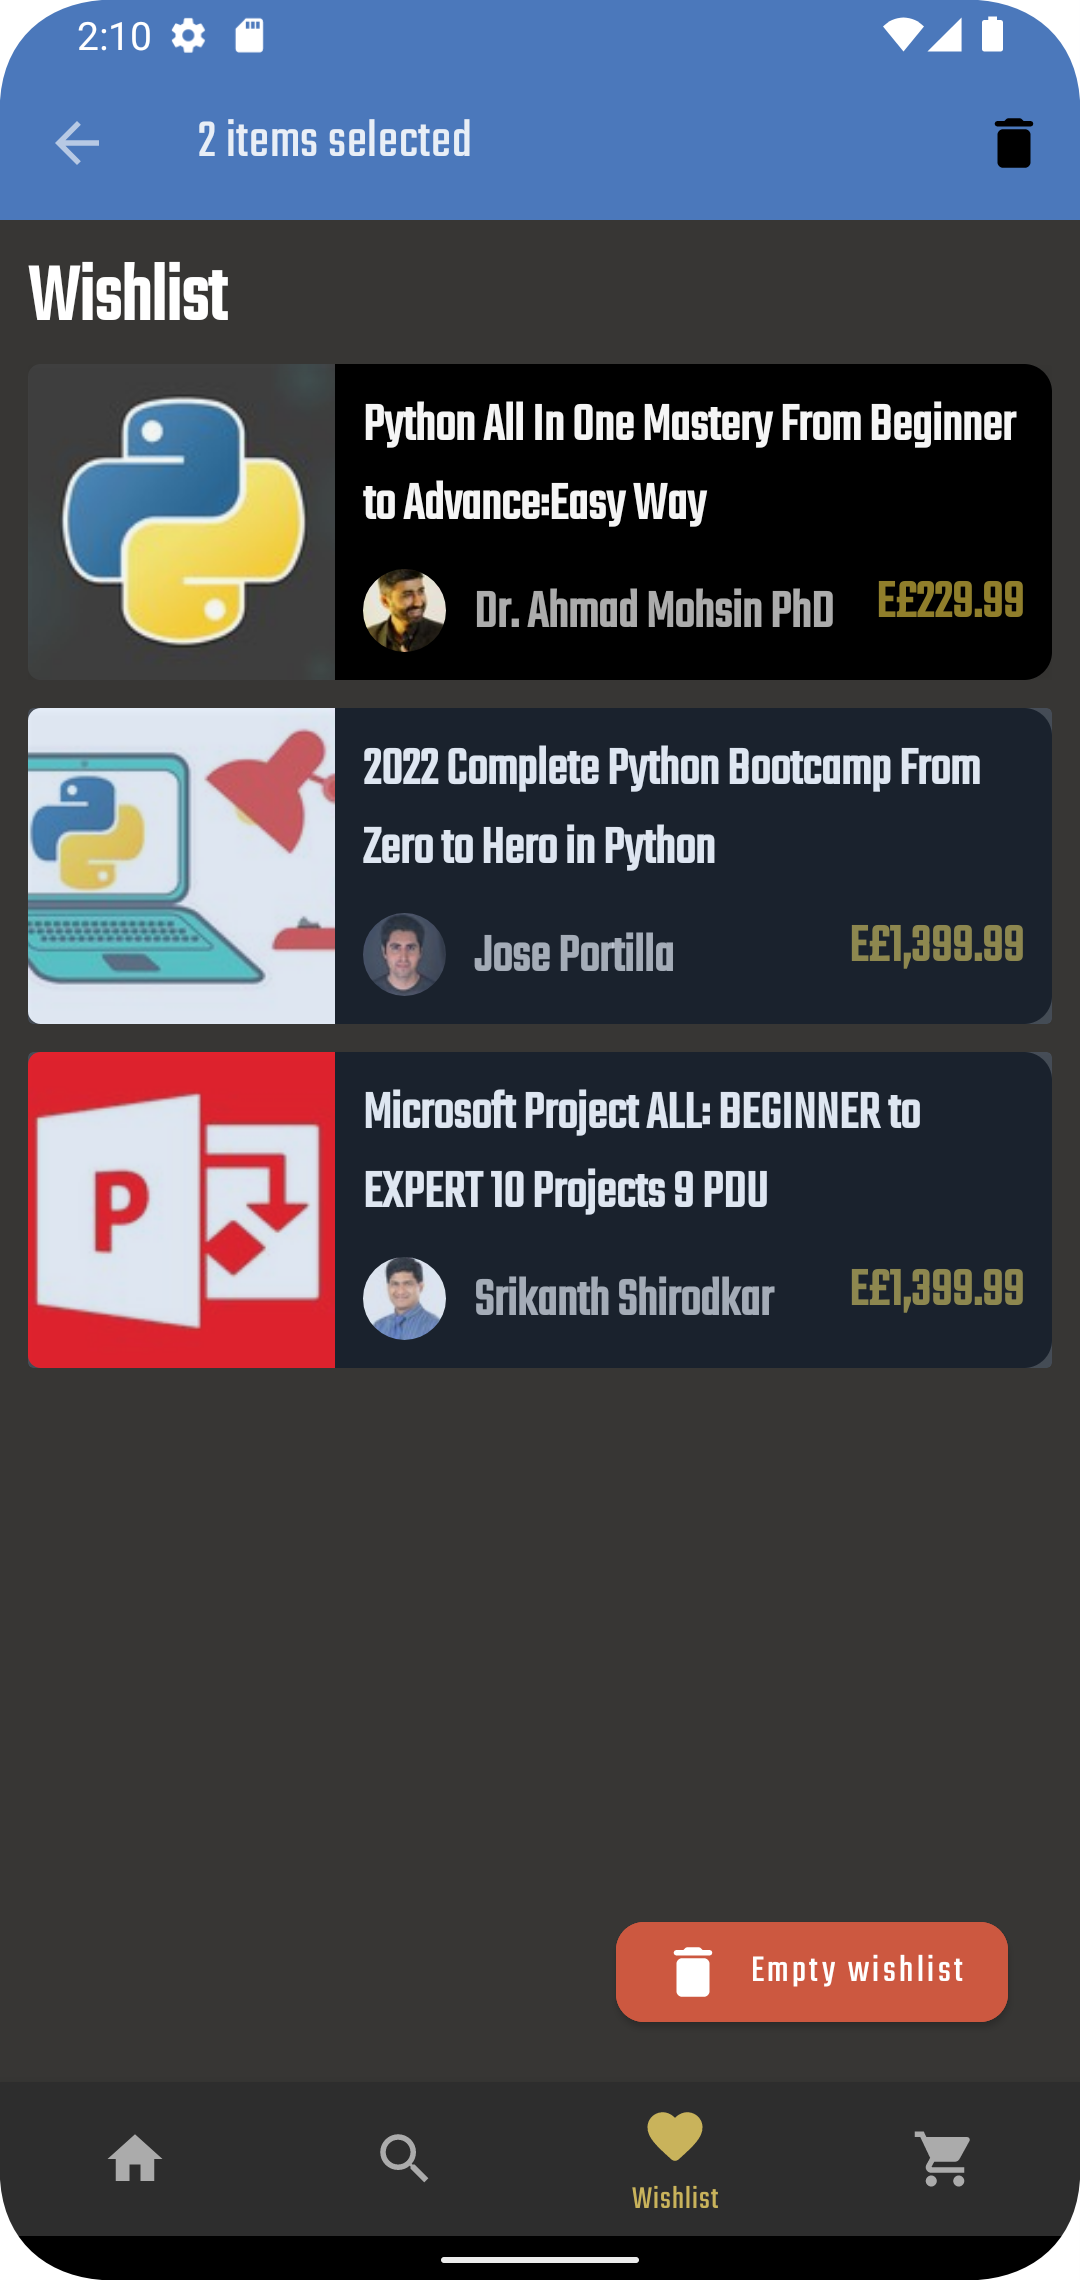 2:10
2 items selected
Wishlist
Python All In One Mastery From Beginner
to Advance:Easy Way
Dr. Ahmad Mohsin PhD
E£229.99
2022 Complete Python Bootcamp From
Zero to Hero in Python
Jose Portilla
E£1,399.99
P
Microsoft Project ALL: BEGINNER to
EXPERT 10 Projects 9 PDU
Srikanth Shirodkar
E£1,399.99
Empty wishlist
Wishlist